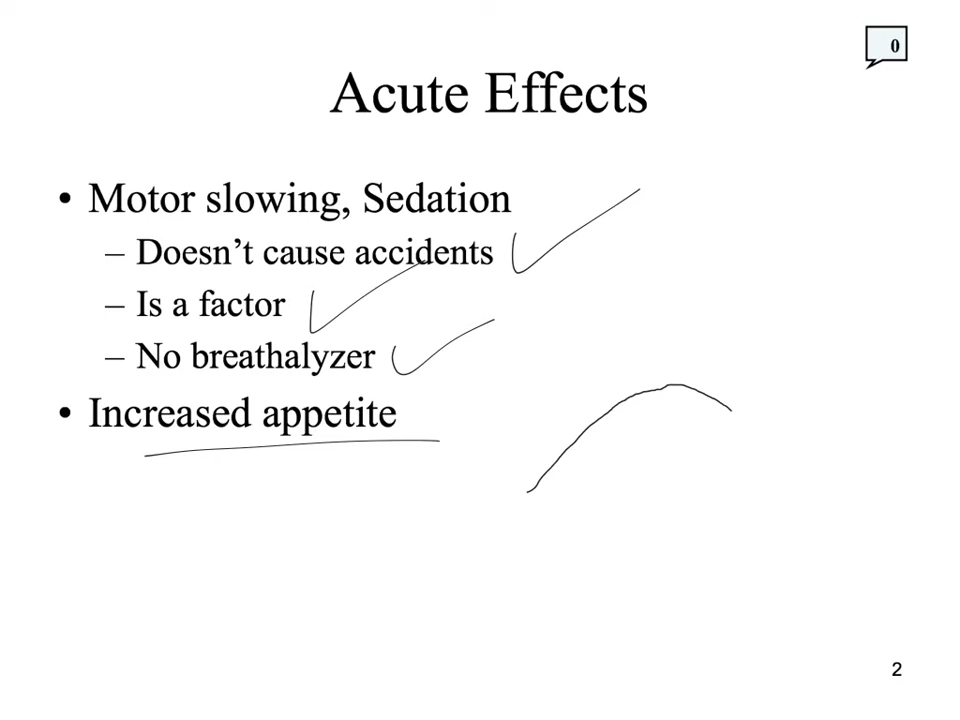 0
Acute Effects
• Motor slowing, Sedation
– Doesn’t cause accidents
– Is a factor
– No breathalyzer
• Increased appetite
2